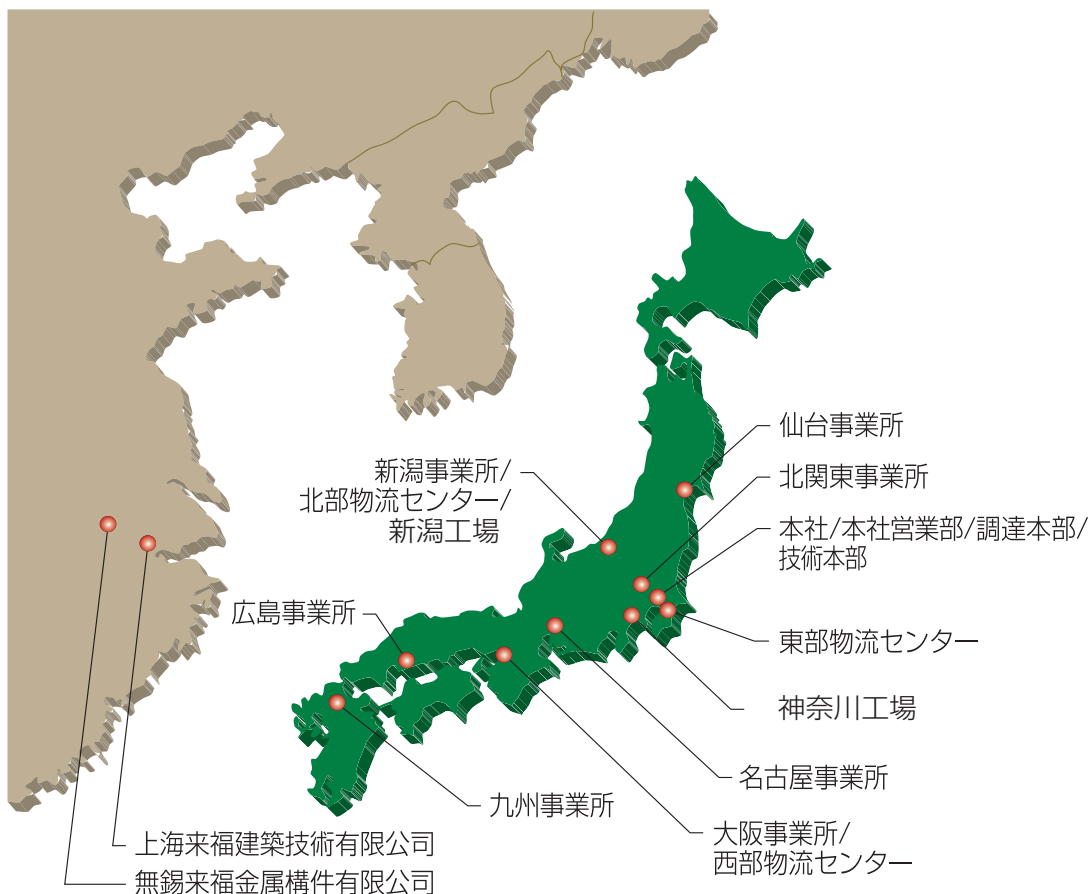 仙台事業所
新潟事業所/
北部物流センター/
新潟工場
北関東事業所
本社/本社営業部/調達本部/
技術本部
広島事業所
東部物流センター
神奈川工場
名古屋事業所
九州事業所
大阪事業所/
西部物流センター
上海来福建築技術有限公司
無錫来福金属構件有限公司